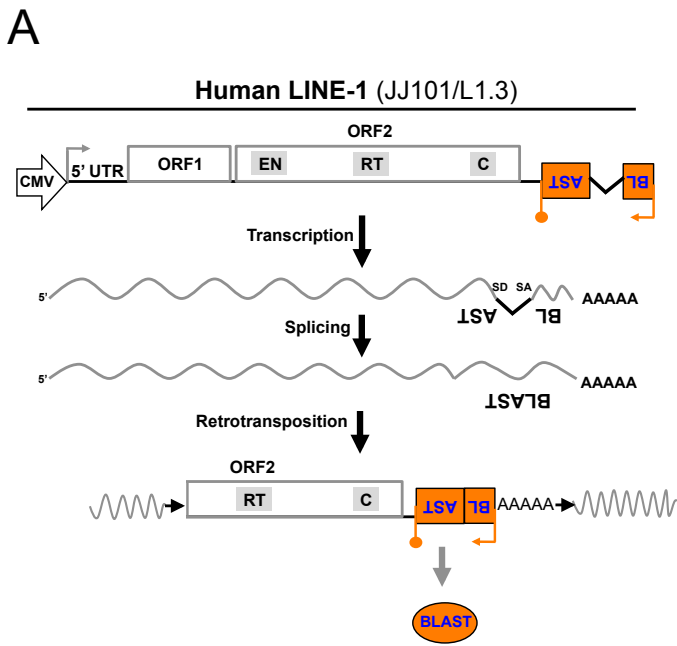 A
Human LINE-1 (JJ101/L1.3)
ORF2
CMV
5' UTR
ORF1
EN
RT
C
AST
BL
Transcription
5'
SD
SA
AST
BL
AAAAA
Splicing
5'
BLAST
AAAAA
Retrotransposition
ORF2
RT
C
AST
BL
AAAAA
BLAST